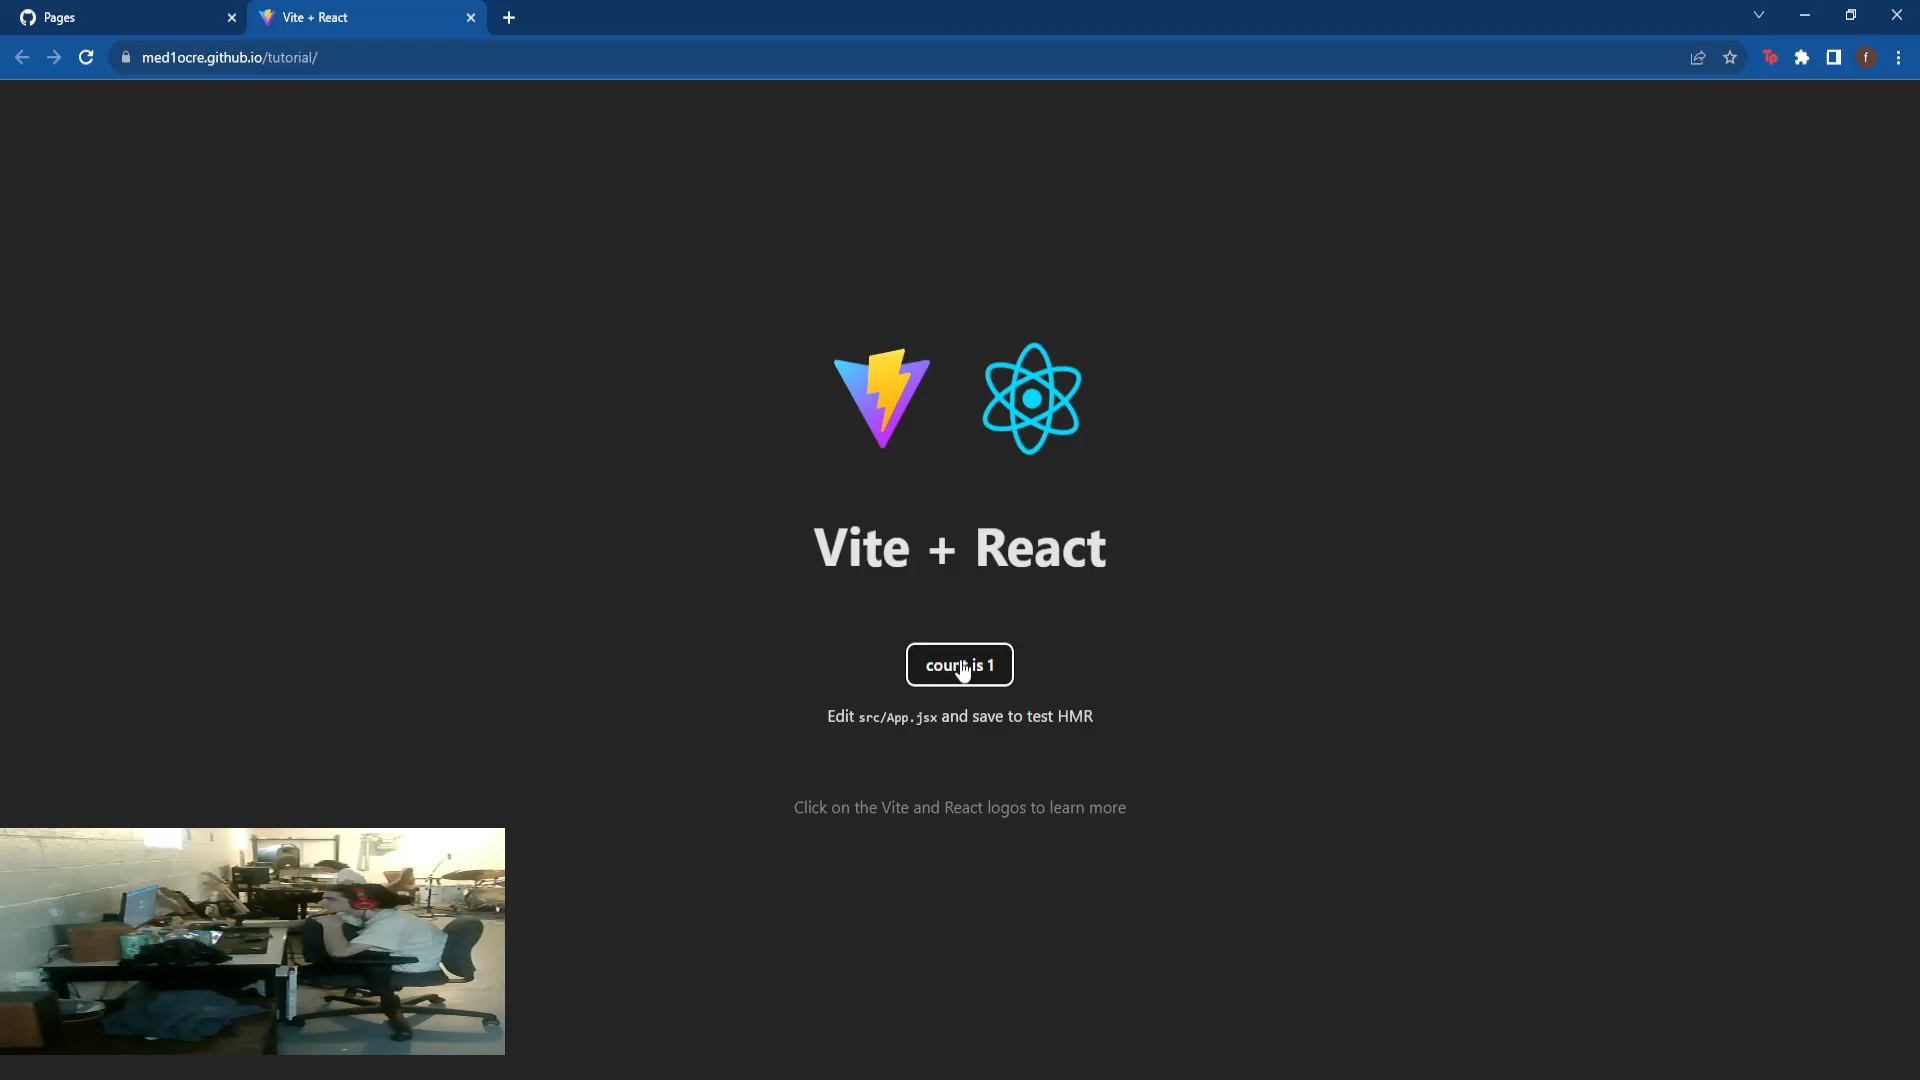 Pages
Vite + React
med1ocre.github.io/tutorial/
Tp
f
Vite + React
count is 1
Edit src/App.jsx and save to test HMR
Click on the Vite and React logos to learn more